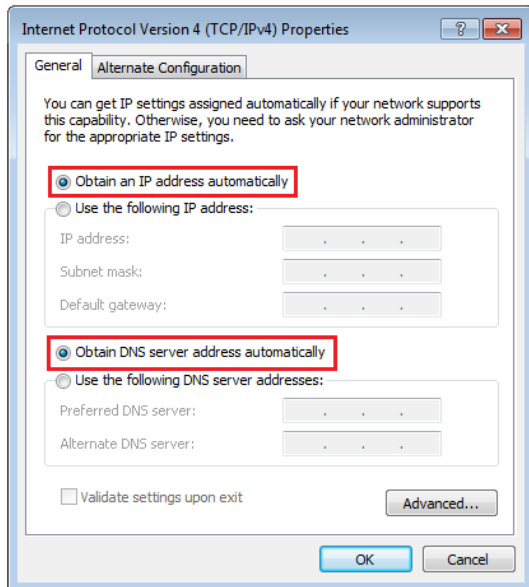 Internet Protocol Version 4 (TCP/IPv4) Properties
General
Alternate Configuration
You can get IP settings assigned automatically if your network supports
this capability. Otherwise, you need to ask your network administrator
for the appropriate IP settings.
Obtain an IP address automatically
Use the following IP address:
IP address:
Subnet mask:
Default gateway:
Obtain DNS server address automatically
Use the following DNS server addresses:
Preferred DNS server:
Alternate DNS server:
Validate settings upon exit
Advanced...
OK
Cancel